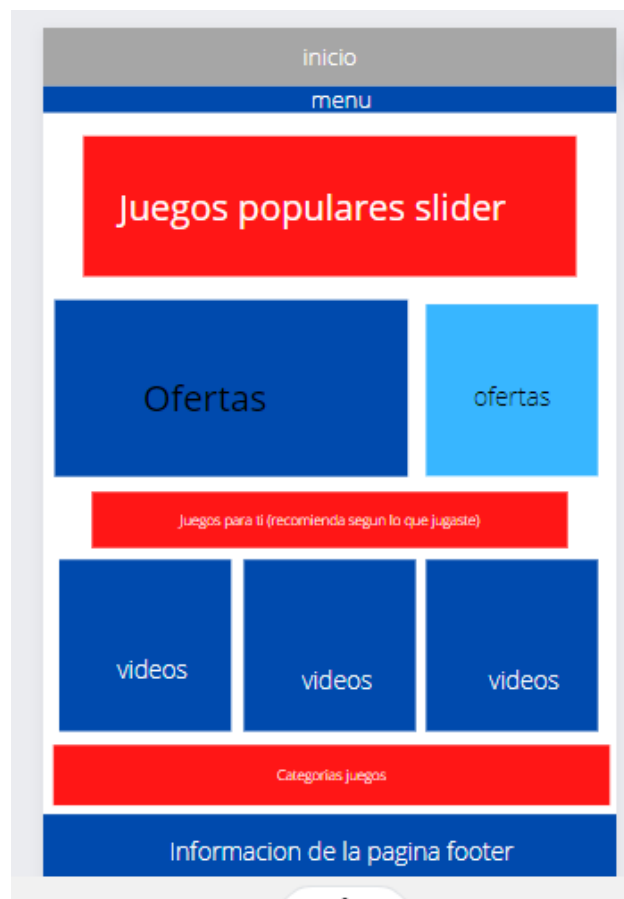 inicio
menu
Juegos populares slider
Ofertas
ofertas
Juegos para ti (recomienda segun lo que jugaste)
videos
videos
videos
Categorias juegos
Informacion de la pagina footer